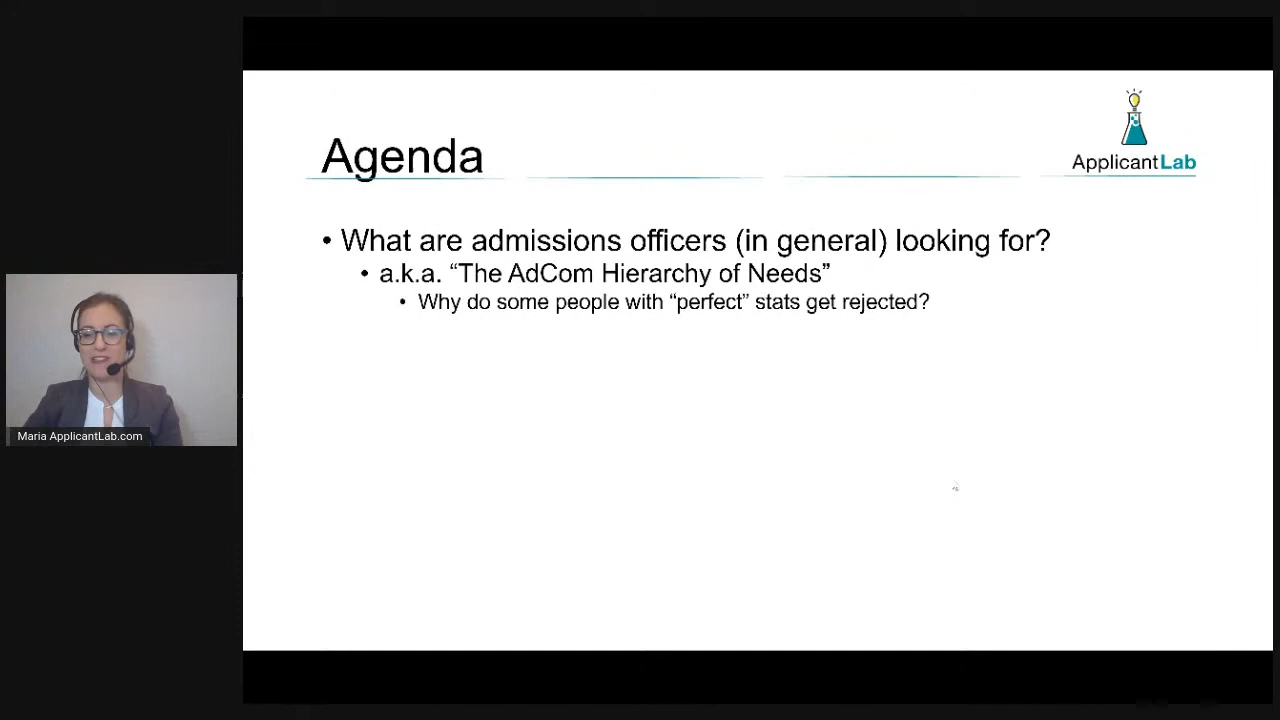 Agenda
ApplicantLab
• What are admissions officers (in general) looking for?
• a.k.a. “The AdCom Hierarchy of Needs”
• Why do some people with “perfect” stats get rejected?
Maria ApplicantLab.com